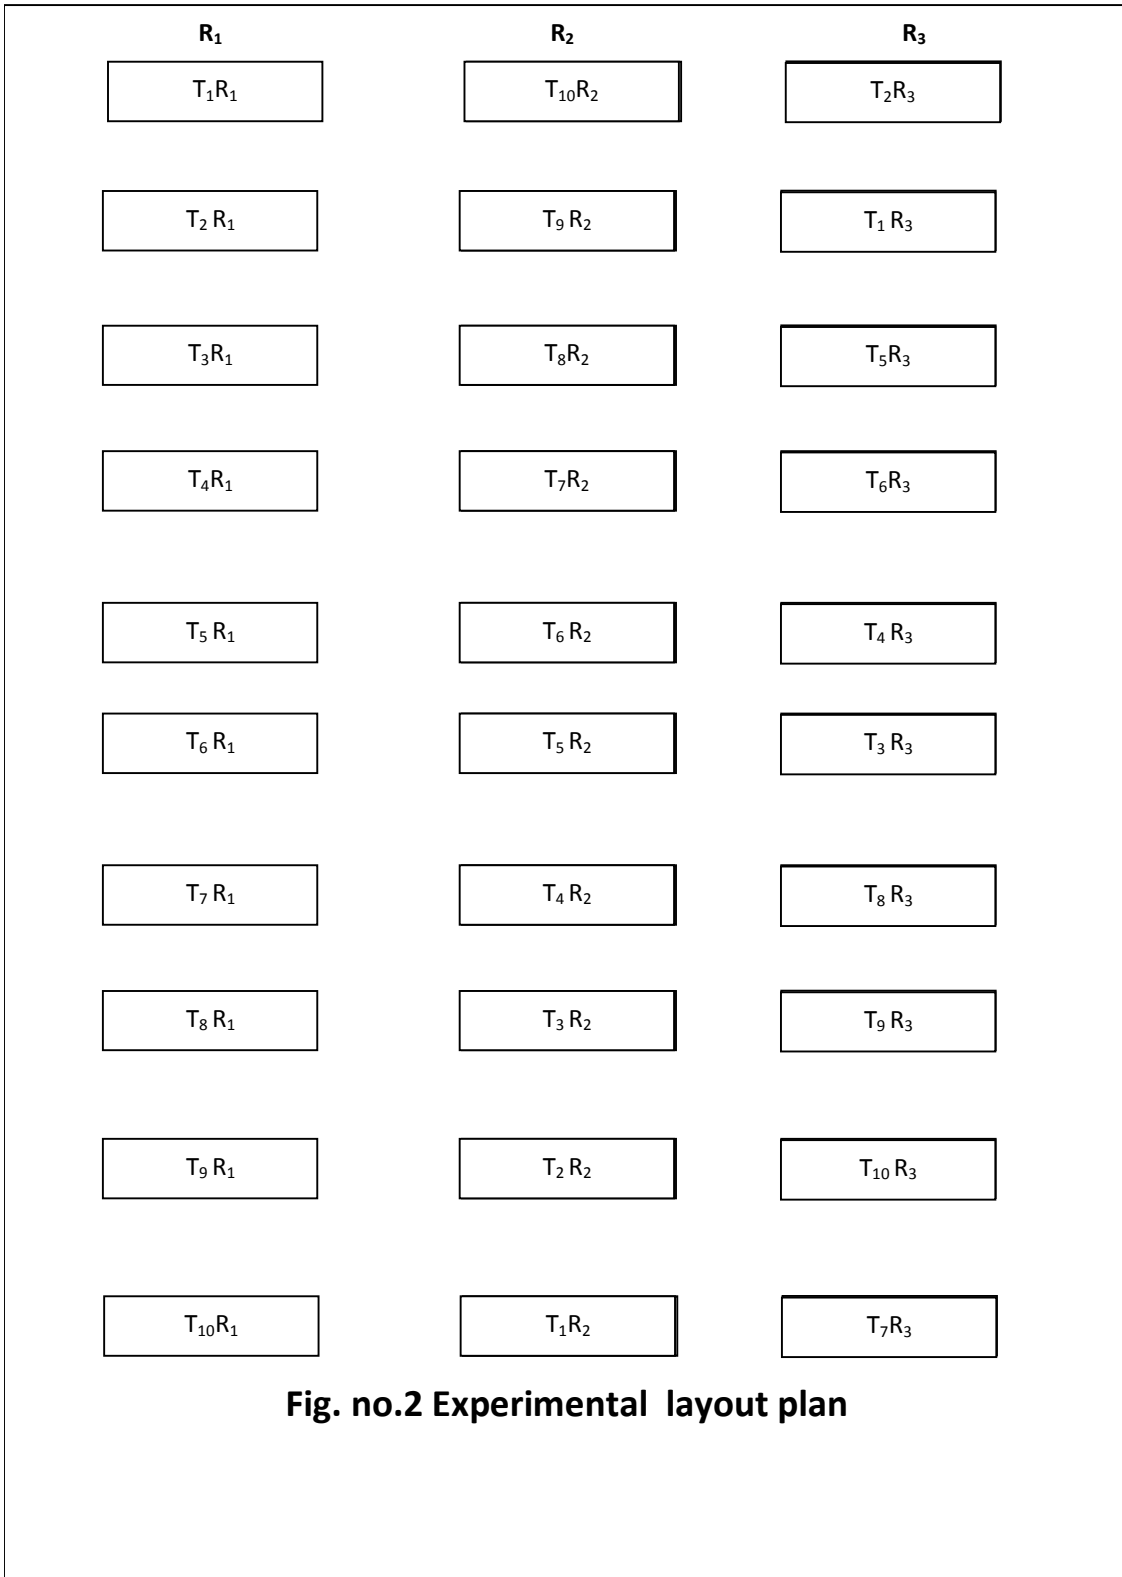 R₁ R₂ R₃
T₁R₁ T₁₀R₂ T₂R₃
T₂ R₁ T₉ R₂ T₁ R₃
T₃R₁ T₈R₂ T₅R₃
T₄R₁ T₇R₂ T₆R₃
T₅ R₁ T₆ R₂ T₄ R₃
T₆ R₁ T₅ R₂ T₃ R₃
T₇ R₁ T₄ R₂ T₈ R₃
T₈ R₁ T₃ R₂ T₉ R₃
T₉ R₁ T₂ R₂ T₁₀ R₃
T₁₀R₁ T₁R₂ T₇R₃
Fig. no.2 Experimental layout plan